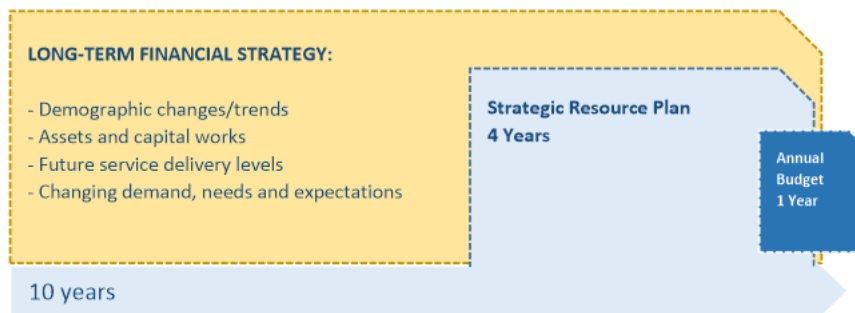 LONG-TERM FINANCIAL STRATEGY:
- Demographic changes/trends
- Assets and capital works
- Future service delivery levels
- Changing demand, needs and expectations
Strategic Resource Plan
4 Years
Annual
Budget
1 Year
10 years